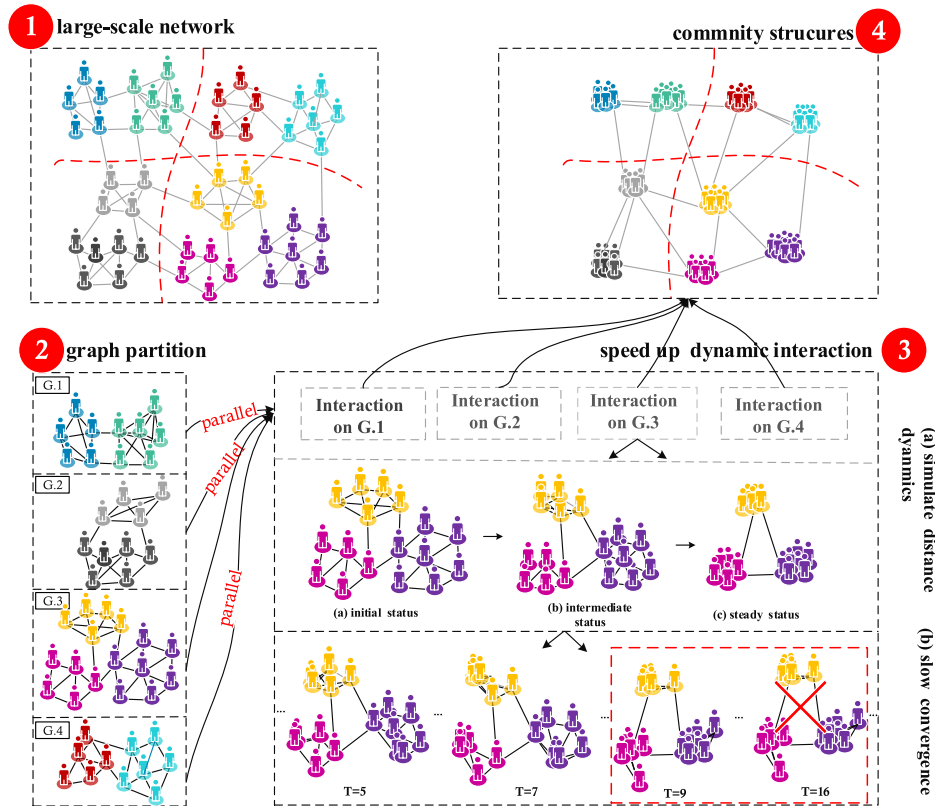 1 large-scale network
commnity strucures 4
2 graph partition
speed up dynamic interaction 3
G.1
G.2
G.3
G.4
parallel
parallel
parallel
Interaction
on G.1
Interaction
on G.2
Interaction
on G.3
Interaction
on G.4
(a) simulate distance
dyanmics
(a) initial status
(b) intermediate
status
(c) steady status
(b) slow convergence
...
...
...
...
...
T=5
T=7
T=9
T=16